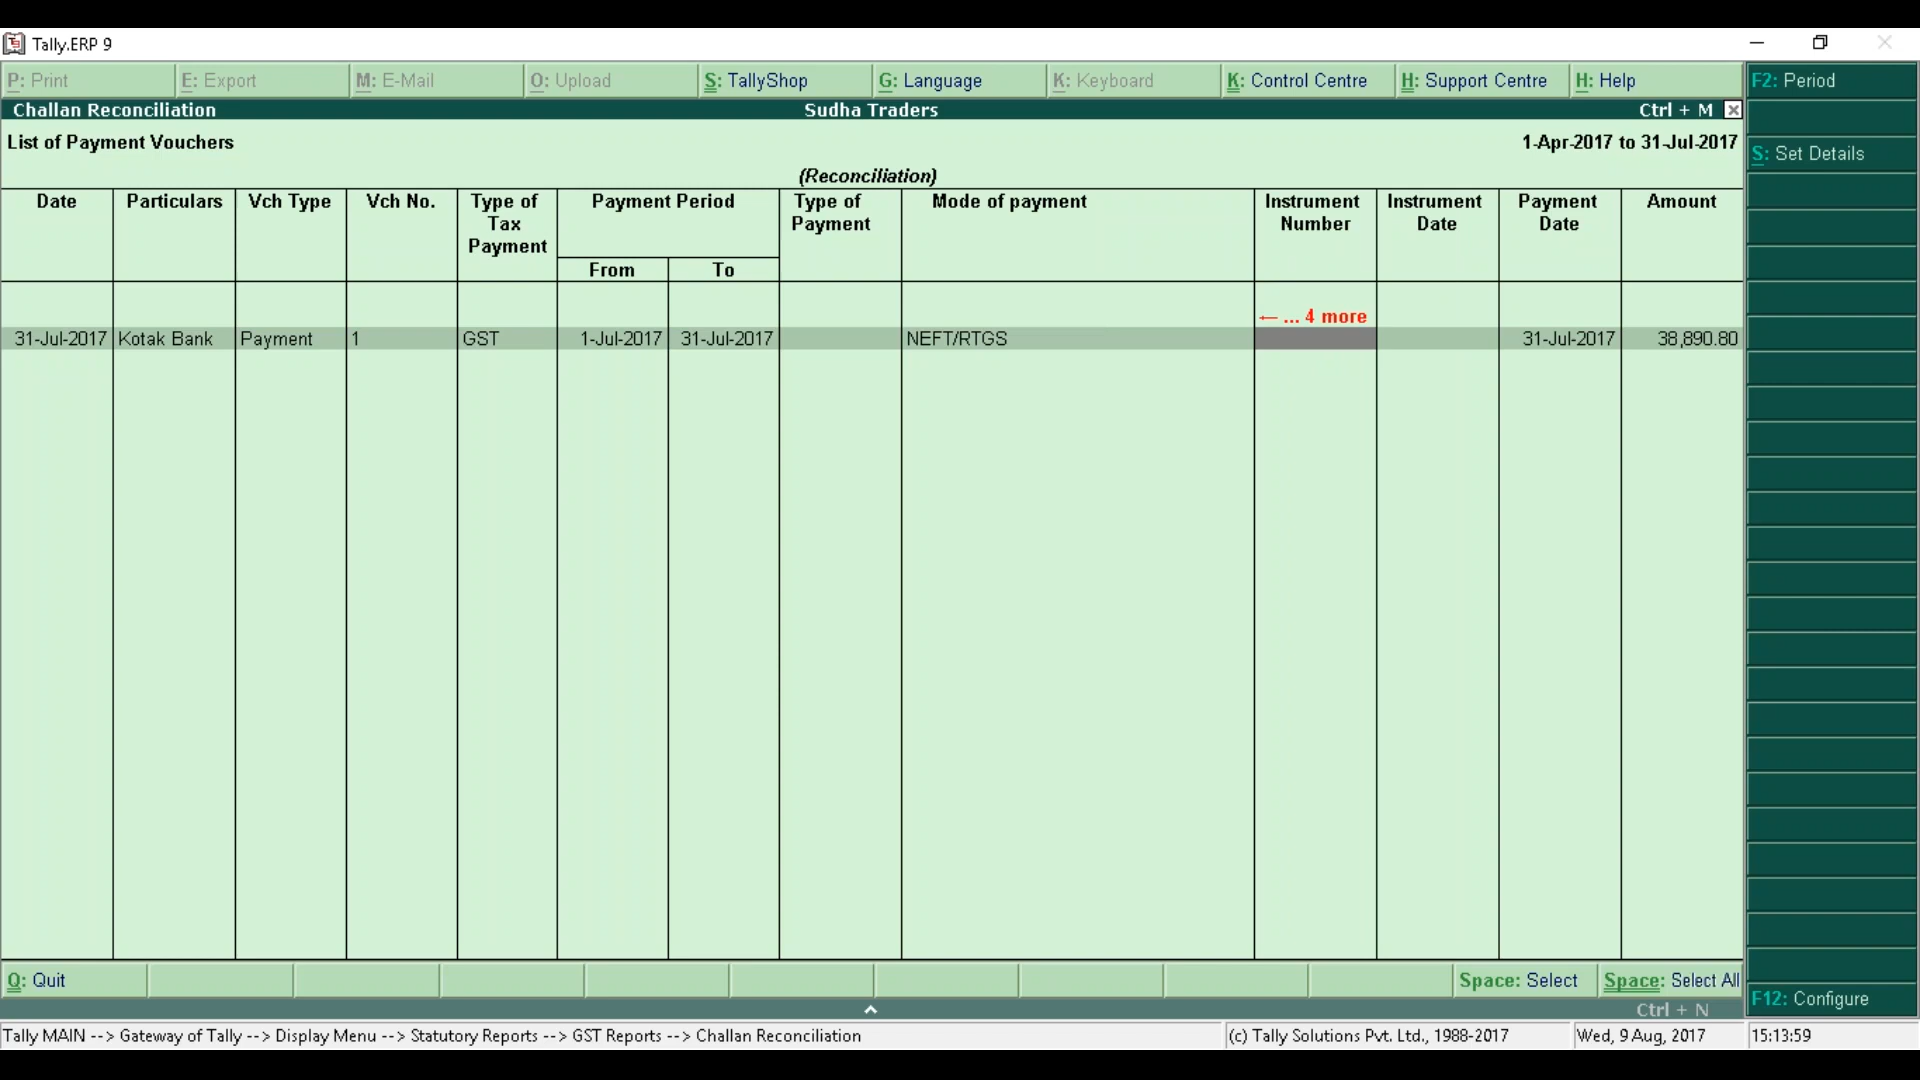 Tally.ERP 9
P: Print E: Export M: E-Mail O: Upload S: TallyShop G: Language K: Keyboard K: Control Centre H: Support Centre H: Help F2: Period
Challan Reconciliation Sudha Traders Ctrl + M
List of Payment Vouchers 1-Apr-2017 to 31-Jul-2017
S: Set Details
(Reconciliation)
Date Particulars Vch Type Vch No. Type of Tax Payment Payment Period Type of Payment Mode of payment Instrument Number Instrument Date Payment Date Amount
From To
← ... 4 more
31-Jul-2017 Kotak Bank Payment 1 GST 1-Jul-2017 31-Jul-2017 NEFT/RTGS 31-Jul-2017 38,890.80
Q: Quit Space: Select Space: Select All
F12: Configure
Ctrl + N
Tally MAIN --> Gateway of Tally --> Display Menu --> Statutory Reports --> GST Reports --> Challan Reconciliation (c) Tally Solutions Pvt. Ltd., 1988-2017 Wed, 9 Aug, 2017 15:13:59